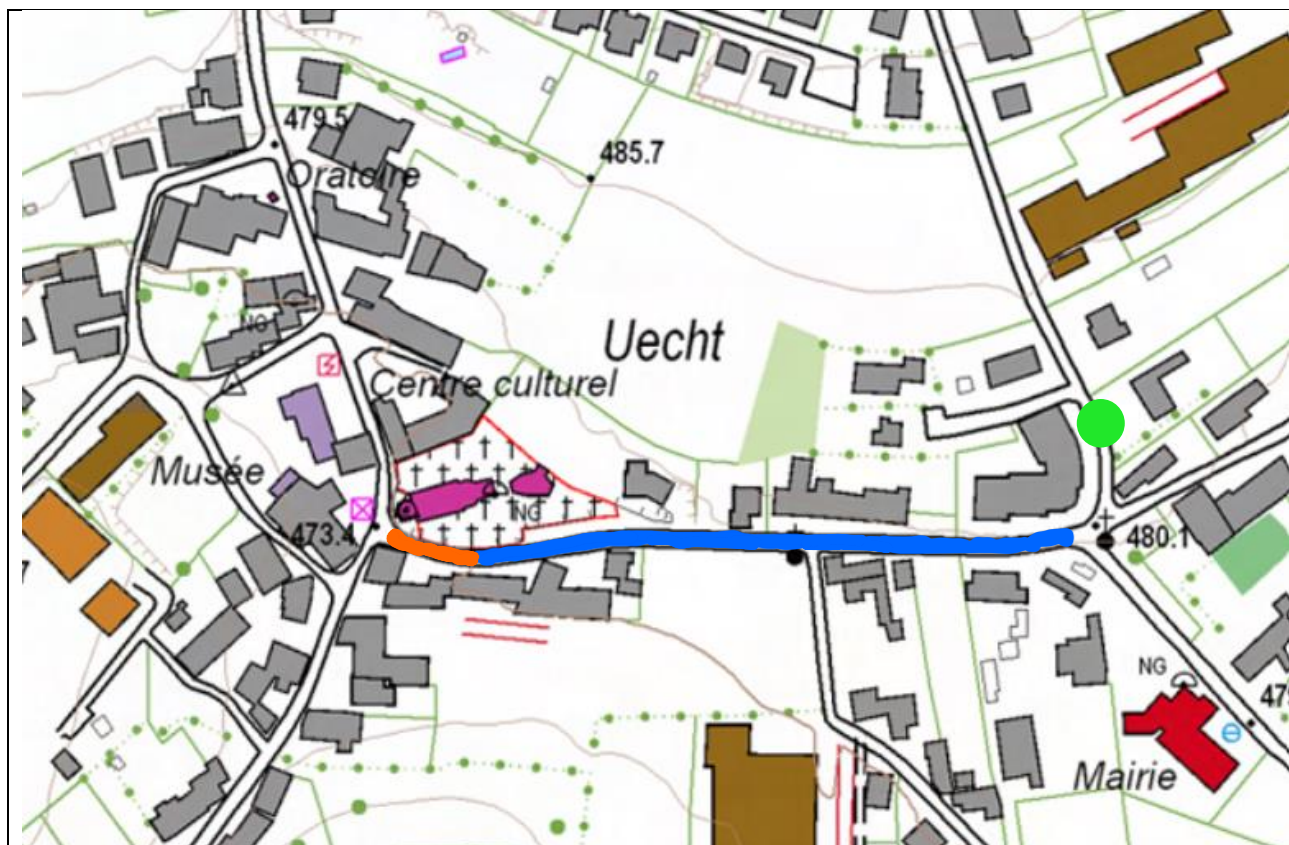 479.5
485.7
Oratoire
Uecht
NG
Centre culturel
Musée
NG
473.4
480.1
NG
Mairie